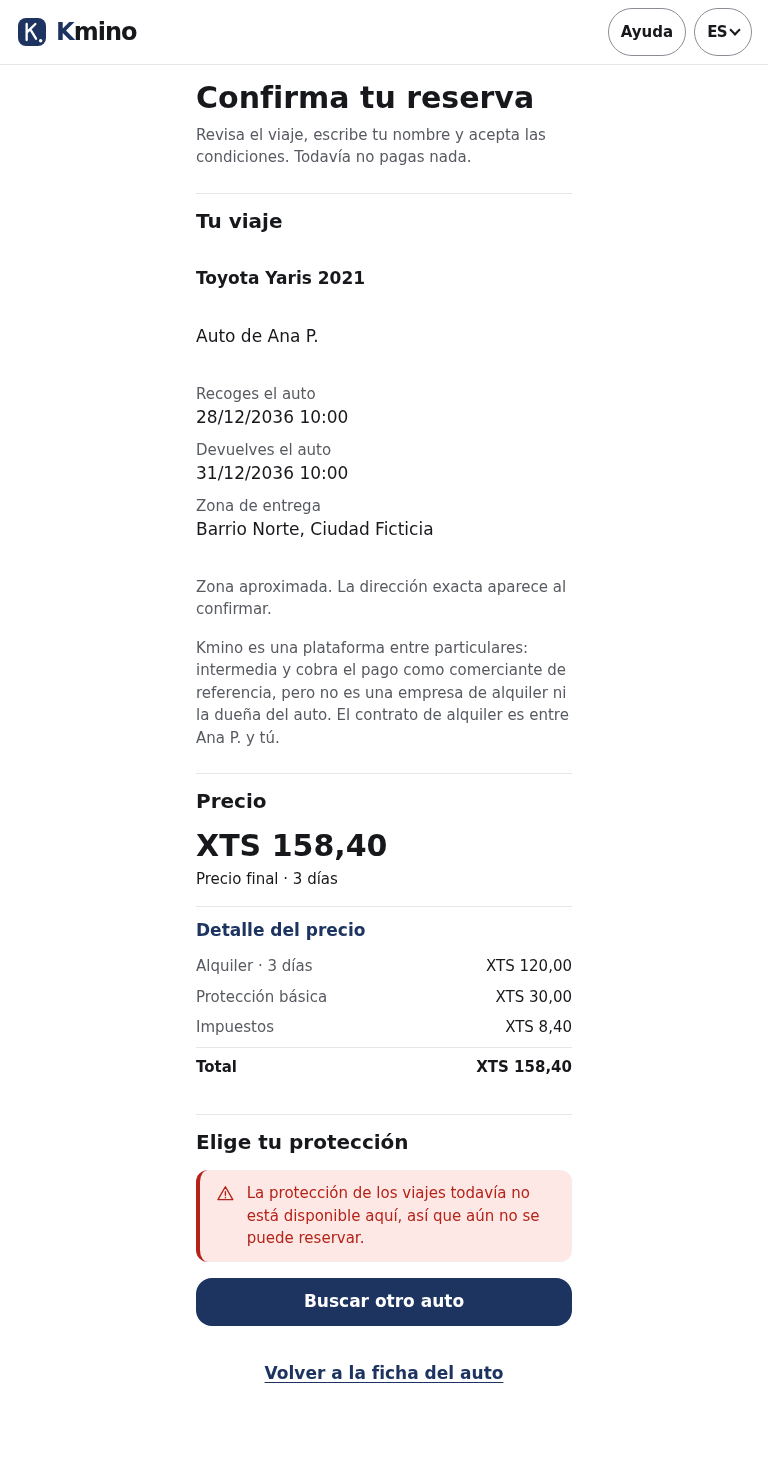 Kmino
Ayuda
ES
Confirma tu reserva
Revisa el viaje, escribe tu nombre y acepta las
condiciones. Todavía no pagas nada.
Tu viaje
Toyota Yaris 2021
Auto de Ana P.
Recoges el auto
28/12/2036 10:00
Devuelves el auto
31/12/2036 10:00
Zona de entrega
Barrio Norte, Ciudad Ficticia
Zona aproximada. La dirección exacta aparece al
confirmar.
Kmino es una plataforma entre particulares:
intermedia y cobra el pago como comerciante de
referencia, pero no es una empresa de alquiler ni
la dueña del auto. El contrato de alquiler es entre
Ana P. y tú.
Precio
XTS 158,40
Precio final · 3 días
Detalle del precio
Alquiler · 3 días XTS 120,00
Protección básica XTS 30,00
Impuestos XTS 8,40
Total XTS 158,40
Elige tu protección
La protección de los viajes todavía no
está disponible aquí, así que aún no se
puede reservar.
Buscar otro auto
Volver a la ficha del auto